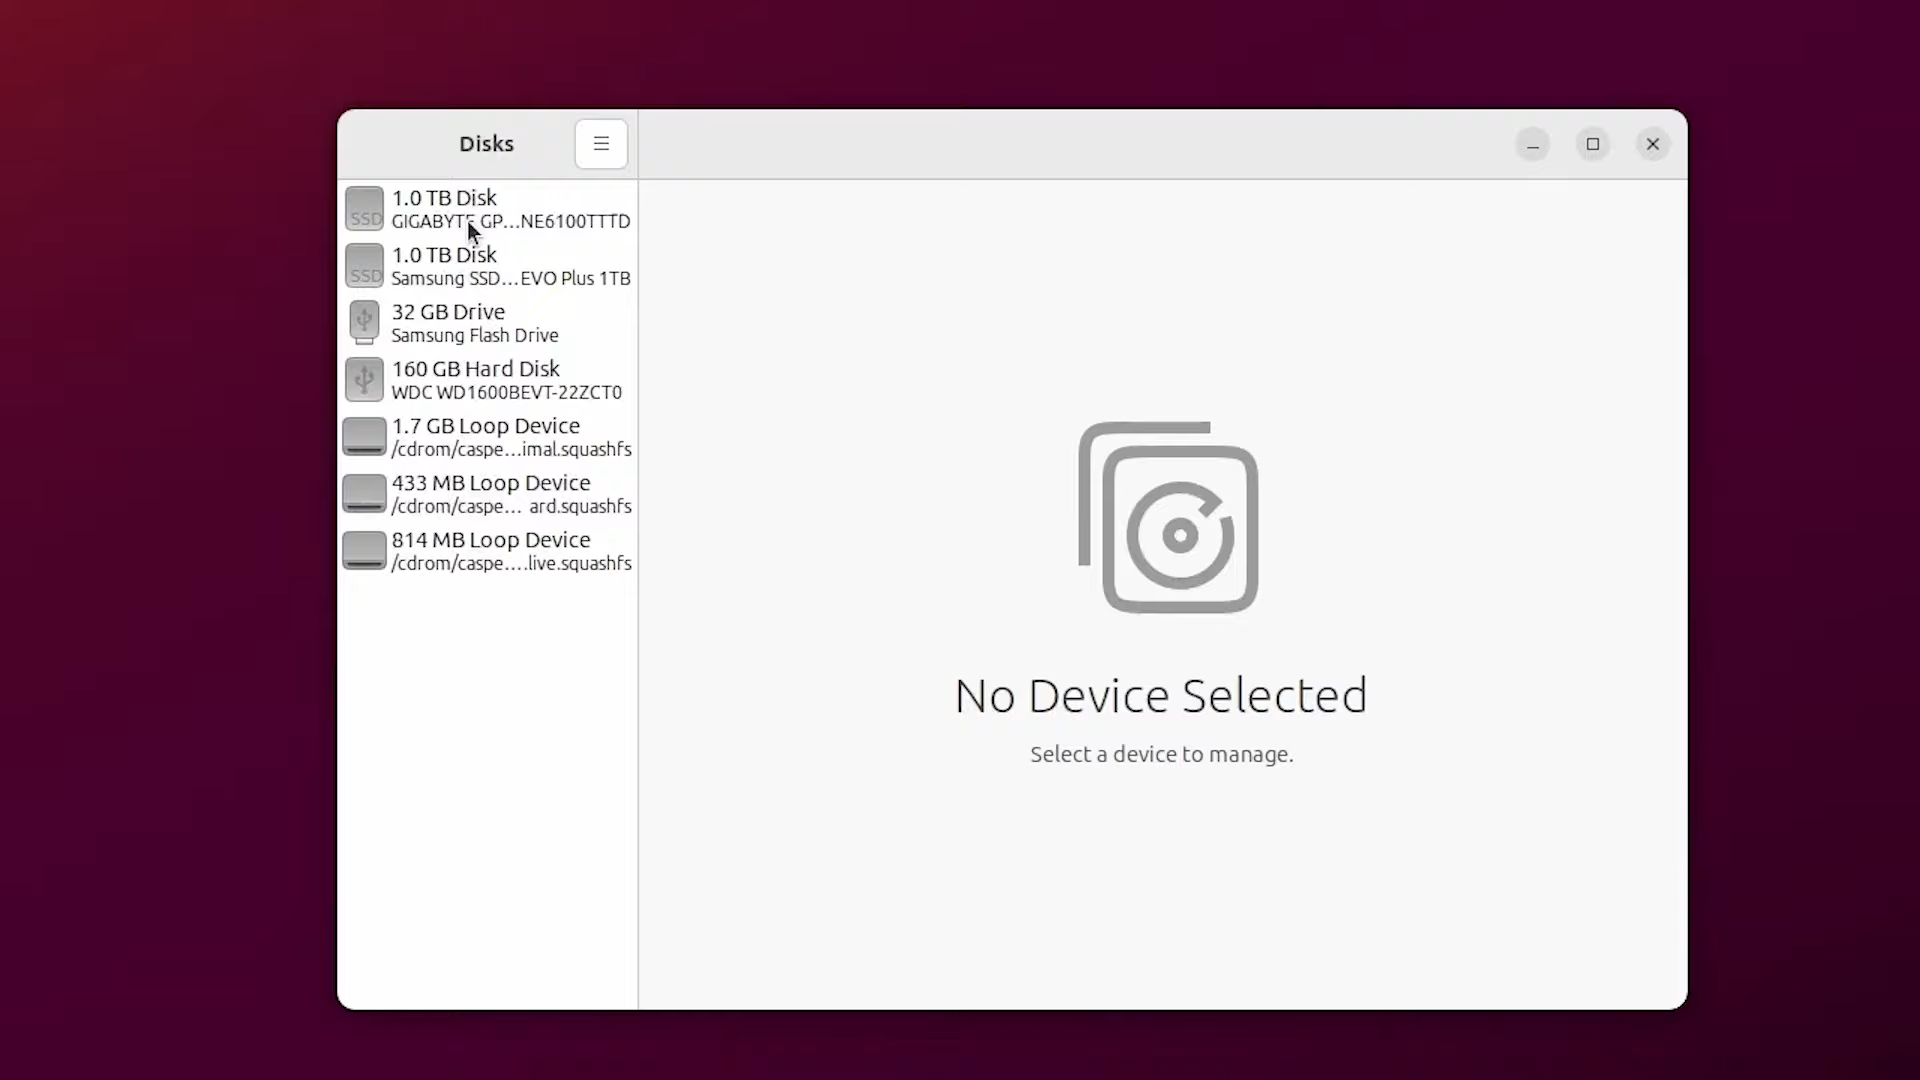 Disks
1.0 TB Disk
GIGABYTE GP...NE6100TTTD
1.0 TB Disk
Samsung SSD...EVO Plus 1TB
32 GB Drive
Samsung Flash Drive
160 GB Hard Disk
WDC WD1600BEVT-22ZCT0
1.7 GB Loop Device
/cdrom/caspe...imal.squashfs
433 MB Loop Device
/cdrom/caspe... ard.squashfs
814 MB Loop Device
/cdrom/caspe....live.squashfs
SSD
SSD
No Device Selected
Select a device to manage.